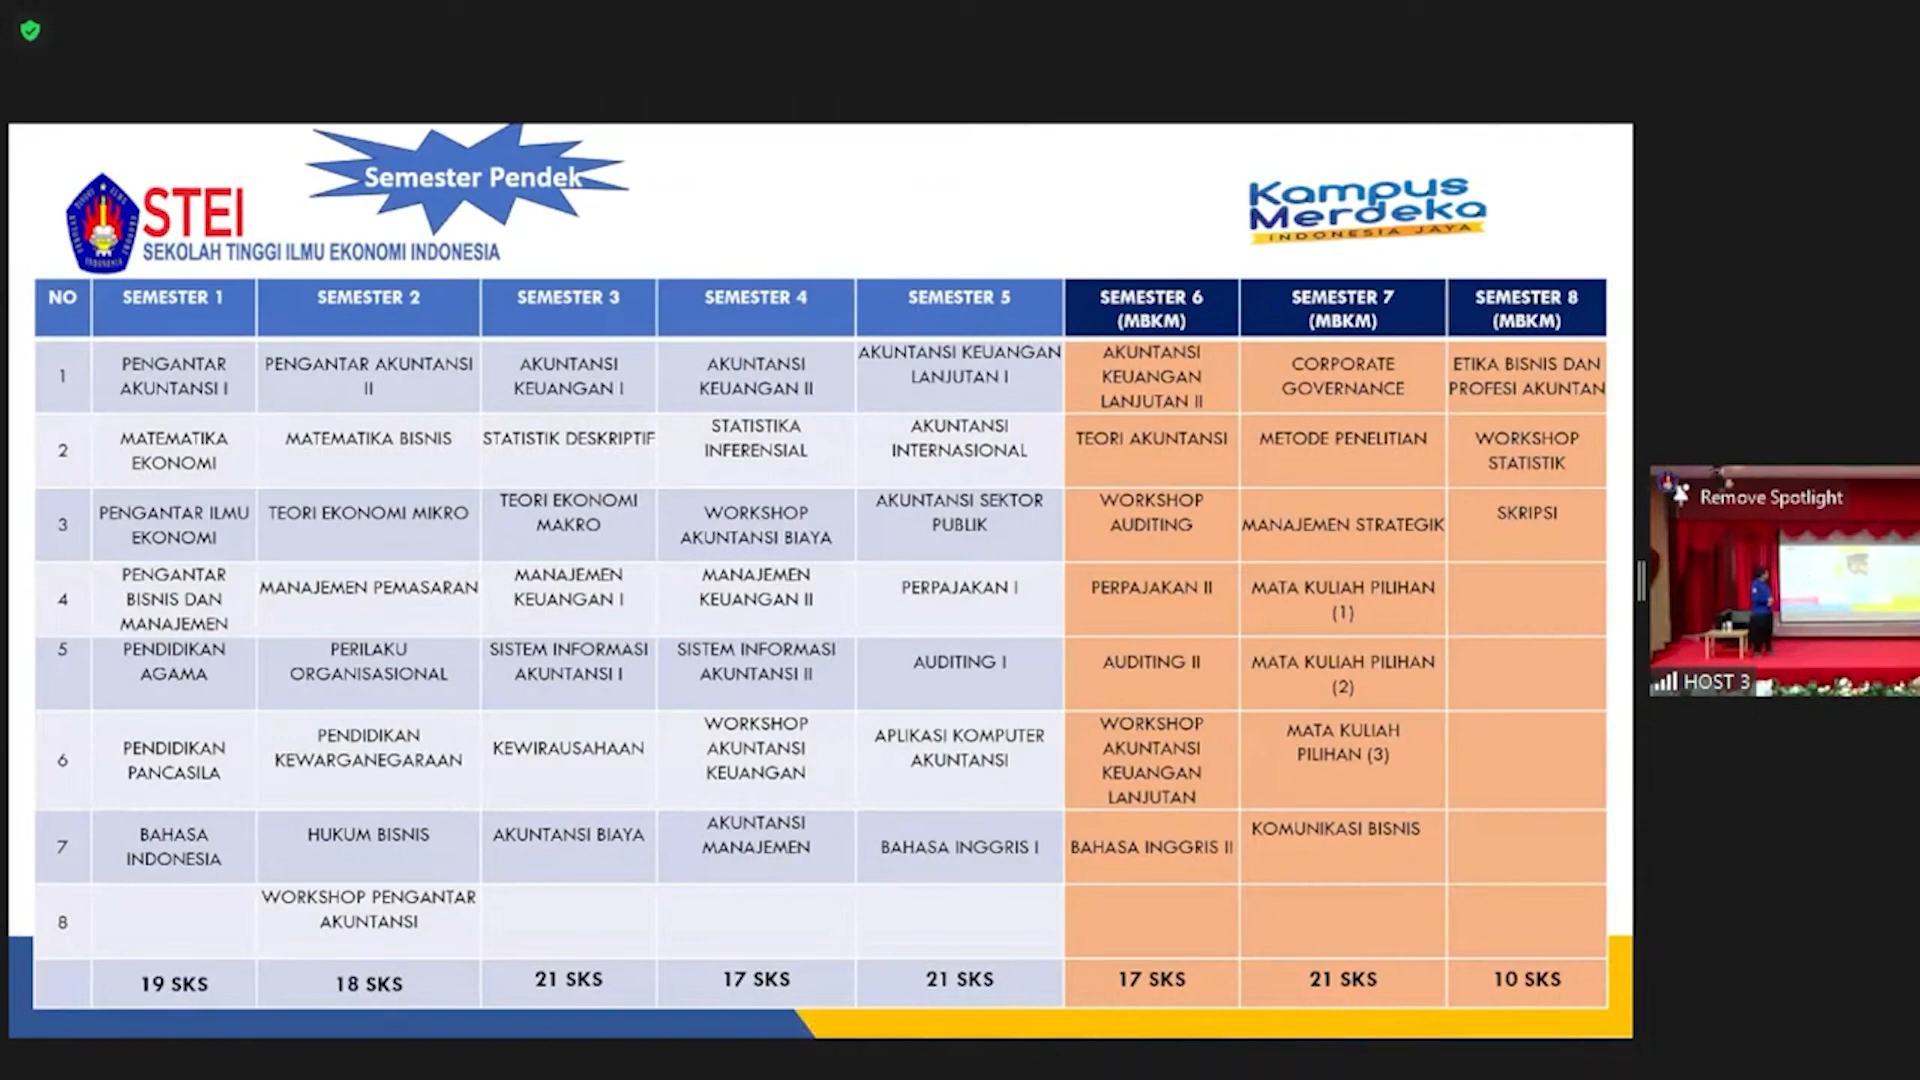 Semester Pendek
STEI
SEKOLAH TINGGI ILMU EKONOMI INDONESIA
Kampus
Merdeka
INDONESIA JAYA
NO
SEMESTER 1
SEMESTER 2
SEMESTER 3
SEMESTER 4
SEMESTER 5
SEMESTER 6
(MBKM)
SEMESTER 7
(MBKM)
SEMESTER 8
(MBKM)
1
PENGANTAR
AKUNTANSI I
PENGANTAR AKUNTANSI
II
AKUNTANSI
KEUANGAN I
AKUNTANSI
KEUANGAN II
AKUNTANSI KEUANGAN
LANJUTAN I
AKUNTANSI
KEUANGAN
LANJUTAN II
CORPORATE
GOVERNANCE
ETIKA BISNIS DAN
PROFESI AKUNTAN
2
MATEMATIKA
EKONOMI
MATEMATIKA BISNIS
STATISTIK DESKRIPTIF
STATISTIKA
INFERENSIAL
AKUNTANSI
INTERNASIONAL
TEORI AKUNTANSI
METODE PENELITIAN
WORKSHOP
STATISTIK
3
PENGANTAR ILMU
EKONOMI
TEORI EKONOMI MIKRO
TEORI EKONOMI
MAKRO
WORKSHOP
AKUNTANSI BIAYA
AKUNTANSI SEKTOR
PUBLIK
WORKSHOP
AUDITING
MANAJEMEN STRATEGIK
SKRIPSI
4
PENGANTAR
BISNIS DAN
MANAJEMEN
MANAJEMEN PEMASARAN
MANAJEMEN
KEUANGAN I
MANAJEMEN
KEUANGAN II
PERPAJAKAN I
PERPAJAKAN II
MATA KULIAH PILIHAN
(1)
5
PENDIDIKAN
AGAMA
PERILAKU
ORGANISASIONAL
SISTEM INFORMASI
AKUNTANSI I
SISTEM INFORMASI
AKUNTANSI II
AUDITING I
AUDITING II
MATA KULIAH PILIHAN
(2)
6
PENDIDIKAN
PANCASILA
PENDIDIKAN
KEWARGANEGARAAN
KEWIRAUSAHAAN
WORKSHOP
AKUNTANSI
KEUANGAN
APLIKASI KOMPUTER
AKUNTANSI
WORKSHOP
AKUNTANSI
KEUANGAN
LANJUTAN
MATA KULIAH
PILIHAN (3)
7
BAHASA
INDONESIA
HUKUM BISNIS
AKUNTANSI BIAYA
AKUNTANSI
MANAJEMEN
BAHASA INGGRIS I
BAHASA INGGRIS II
KOMUNIKASI BISNIS
8
WORKSHOP PENGANTAR
AKUNTANSI
19 SKS
18 SKS
21 SKS
17 SKS
21 SKS
17 SKS
21 SKS
10 SKS
Remove Spotlight
HOST 3